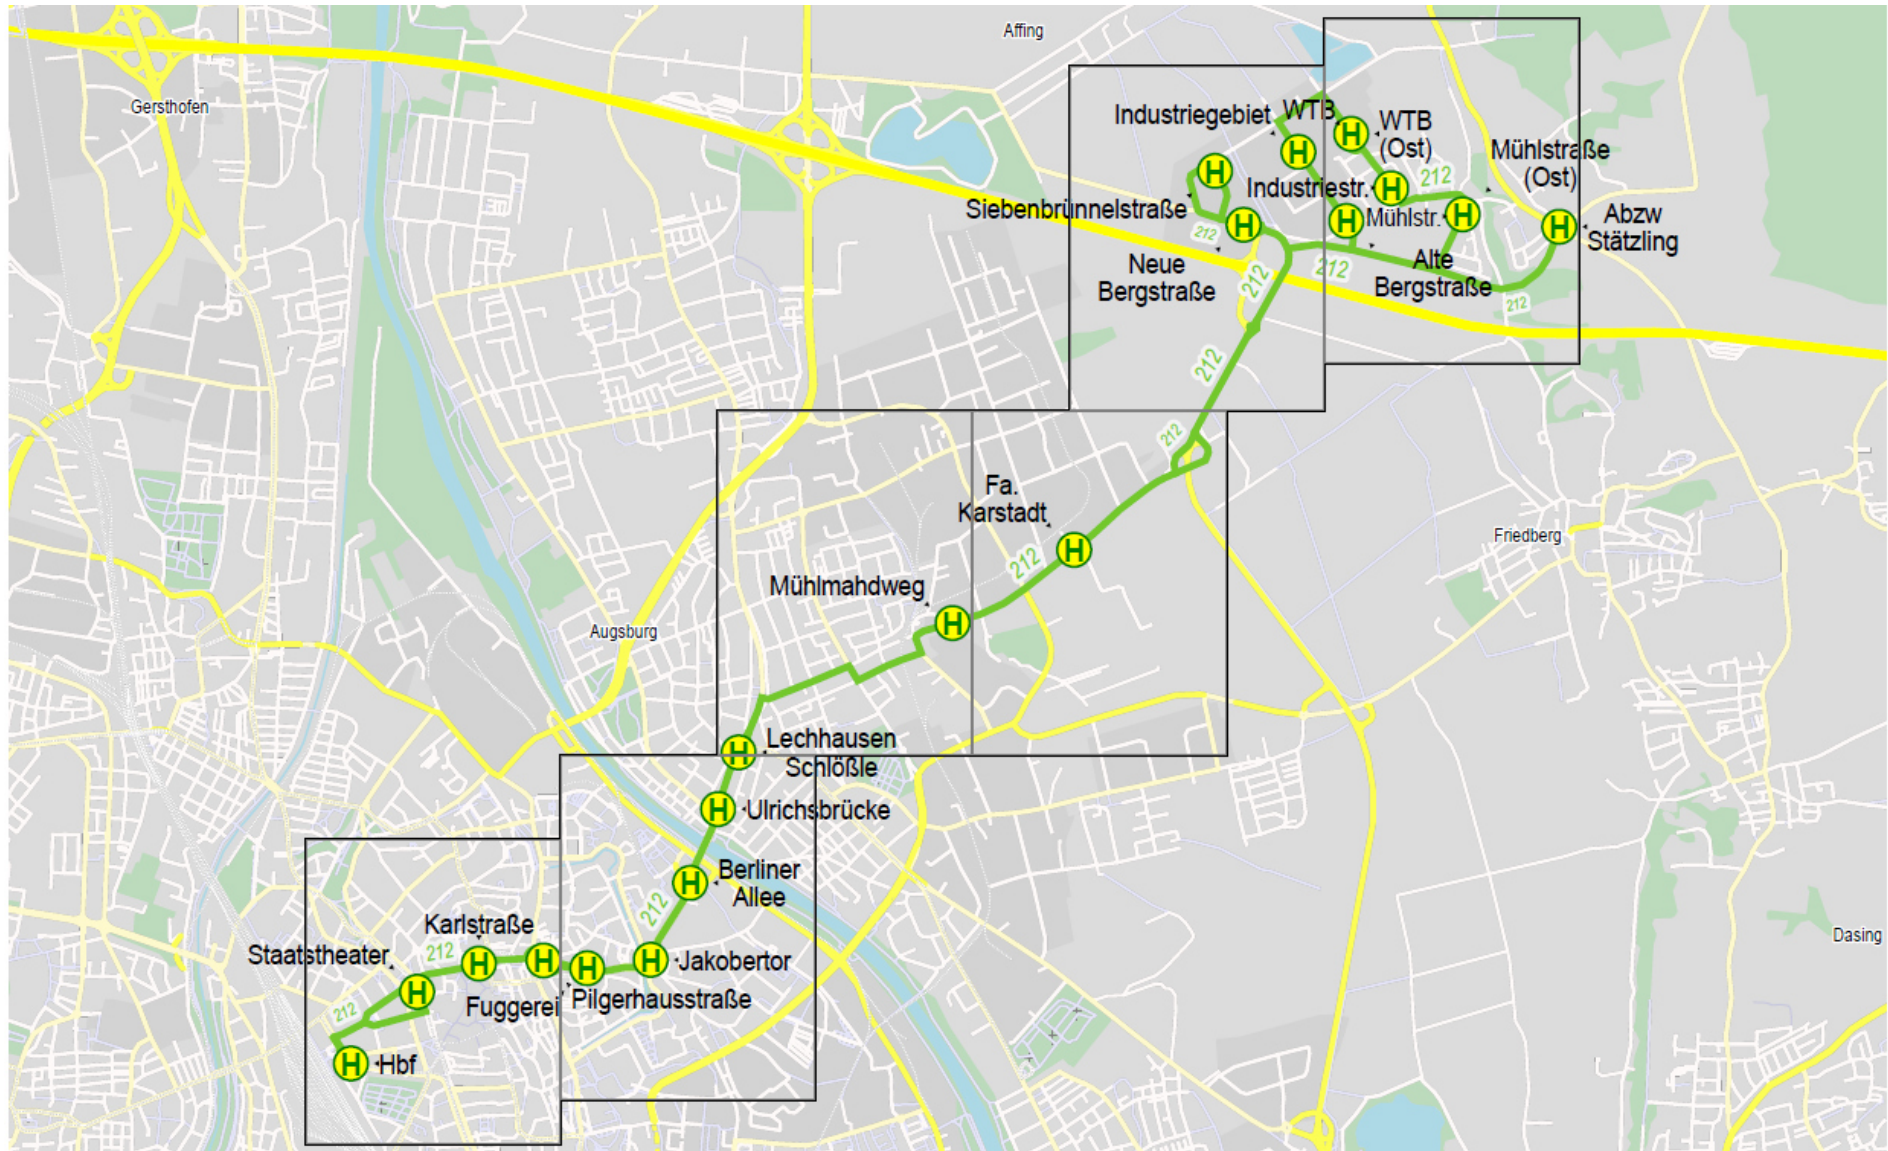 Affing
Gersthofen
Industriegebiet
WTB
WTB
(Ost)
H
H
Mühlstraße
(Ost)
H
Industriestr.
H
212
Siebenbrünnelstraße
H
212
H
Mühlstr.
H
H
Abzw
Stätzling
Neue
Bergstraße
212
212
Alte
Bergstraße
212
212
212
Fa.
Karstadt
H
212
Friedberg
Mühlmahdweg
H
Augsburg
H
Lechhausen
Schlößle
H
Ulrichsbrücke
H
Berliner
Allee
212
Karlstraße
Staatstheater
212
H
H
H
H
Jakobertor
H
Fuggerei
Pilgerhausstraße
212
H
Hbf
Dasing